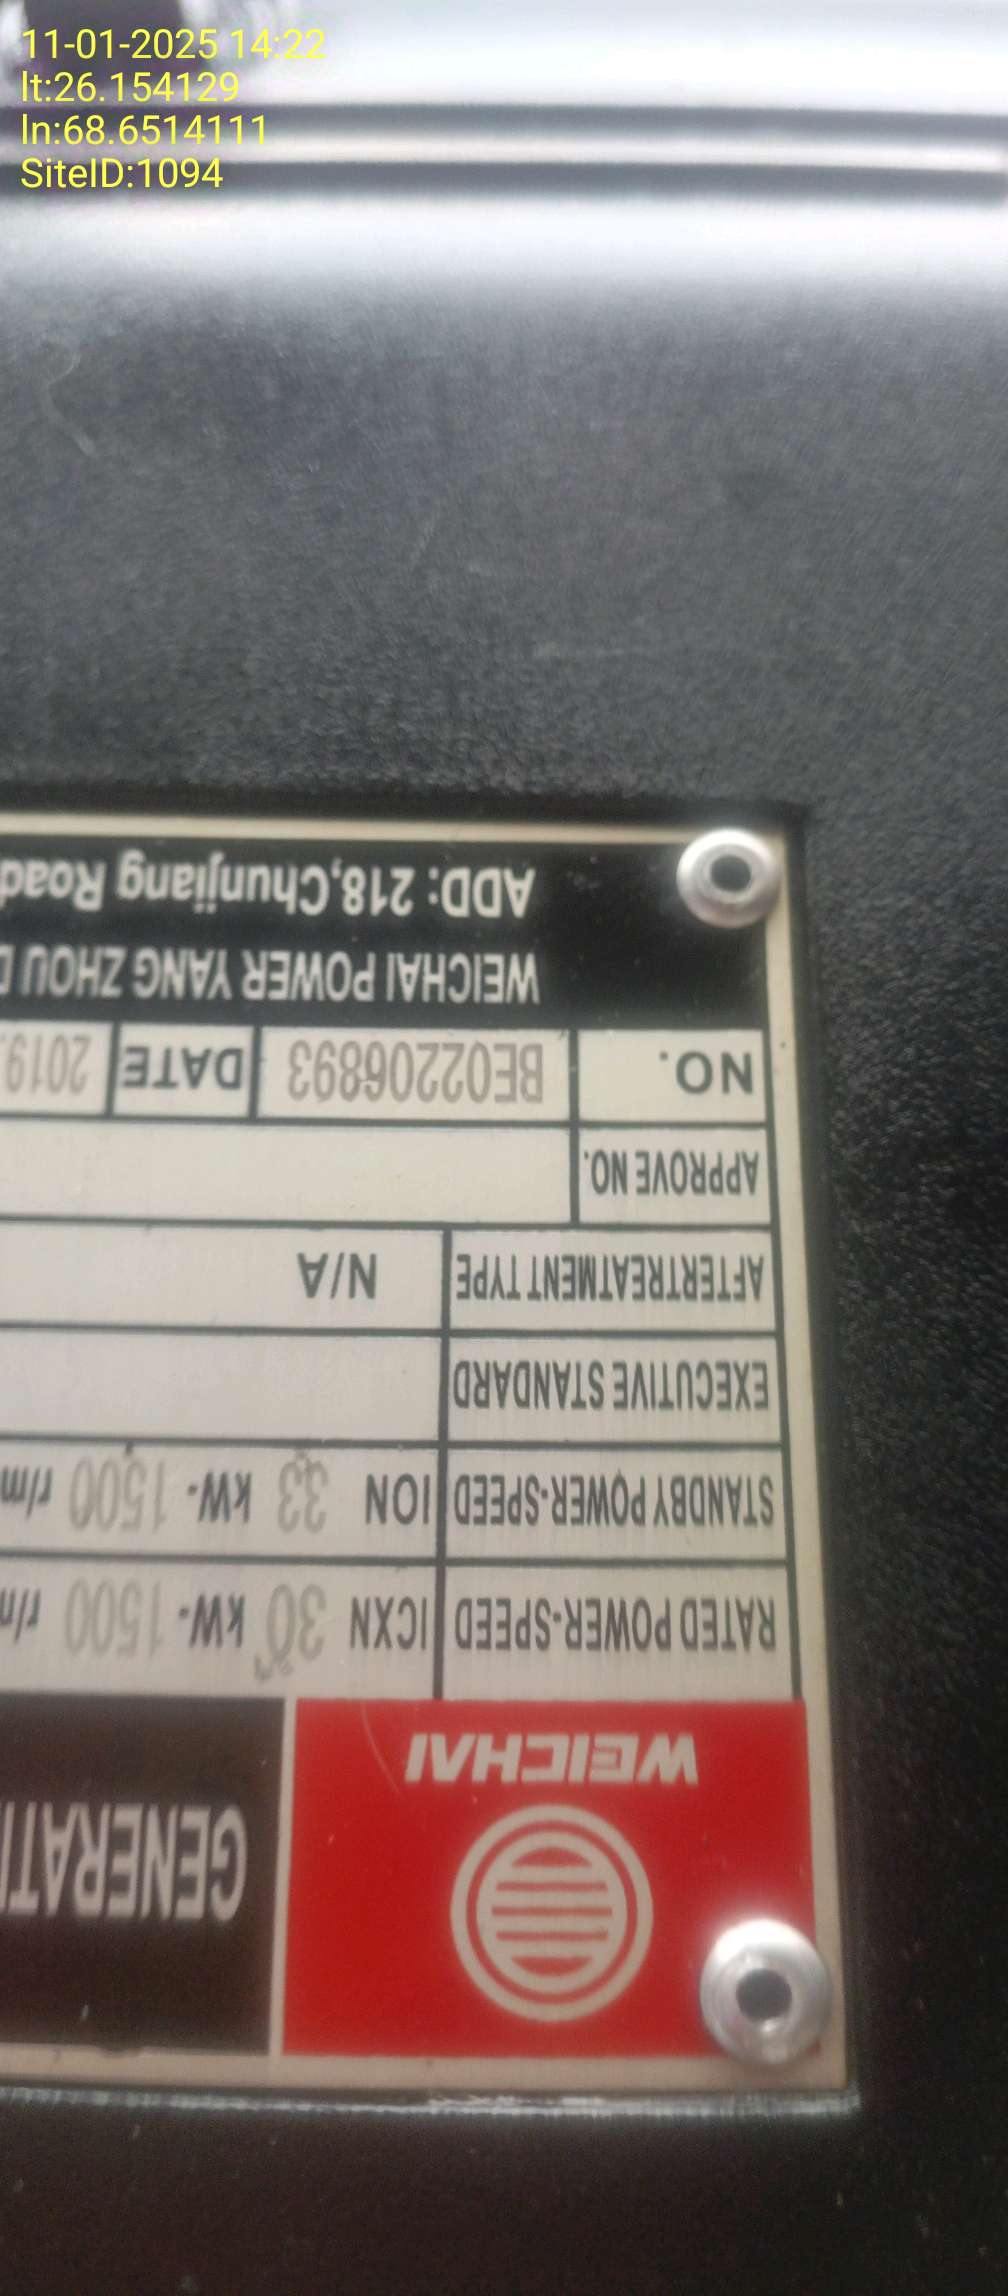 11-01-2025 14:22
lt:26.154129
ln:68.6514111
SiteID:1094
WEICHAI
GENERATI
RATED POWER-SPEED ICXN 30 kW- 1500 r/m
STANDBY POWER-SPEED ION 33 kW- 1500 r/m
EXECUTIVE STANDARD
AFTERTREATMENT TYPE N/A
APPROVE NO.
NO. BE02206893 DATE 2019.
WEICHAI POWER YANG ZHOU D
ADD: 218,Chunjiang Road